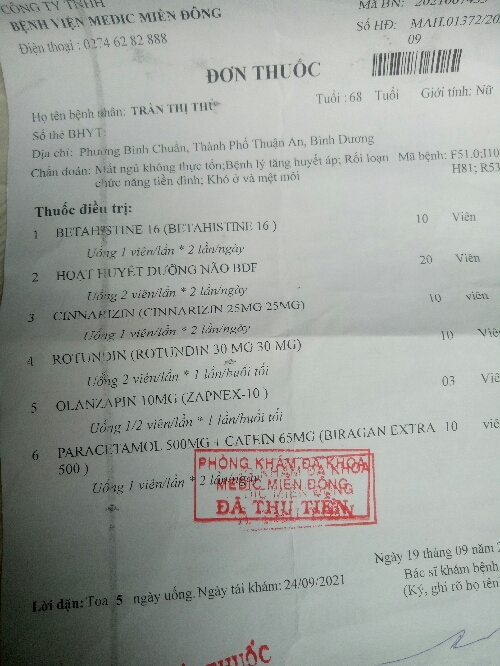 CÔNG TY TNHH
BỆNH VIỆN MEDIC MIỀN ĐÔNG
Điện thoại : 0274 62 82 888
Mã BN:
Số HĐ: MAH.01372/202
09
ĐƠN THUỐC
Họ tên bệnh nhân: TRẦN THỊ THU
Tuổi : 68 Tuổi Giới tính: Nữ
Số thẻ BHYT:
Địa chỉ: Phường Bình Chuẩn, Thành Phố Thuận An, Bình Dương
Chẩn đoán: Mất ngủ không thực tổn;Bệnh lý tăng huyết áp; Rối loạn Mã bệnh: F51.0;I10
chức năng tiền đình; Khó ở và mệt mỏi H81; R53
Thuốc điều trị:
1 BETAHISTINE 16 (BETAHISTINE 16 ) 10 Viên
Uống 1 viên/lần * 2 lần/ngày
2 HOẠT HUYẾT DƯỠNG NÃO BDF 20 Viên
Uống 2 viên/lần * 2 lần/ngày
3 CINNARIZIN (CINNARIZIN 25MG 25MG) 10 viên
Uống 1 viên/lần * 2 lần/ngày
4 ROTUNDIN (ROTUNDIN 30 MG 30 MG) 10 Viê
Uống 2 viên/lần * 1 lần/buổi tối
5 OLANZAPIN 10MG (ZAPNEX-10 ) 03 Viê
Uống 1/2 viên/lần * 1 lần/buổi tối
6 PARACETAMOL 500MG + CAFEIN 65MG (BIRAGAN EXTRA 10 viê
500 )
Uống 1 viên/lần * 2 lần/ngày
PHÒNG KHÁM ĐA KHOA
MEDIC MIỀN ĐÔNG
ĐÃ THU TIỀN
Ngày 19 tháng 09 năm 2
Bác sĩ khám bệnh
(Ký, ghi rõ họ tên
Lời dặn: Toa 5 ngày uống. Ngày tái khám: 24/09/2021
THUỐC